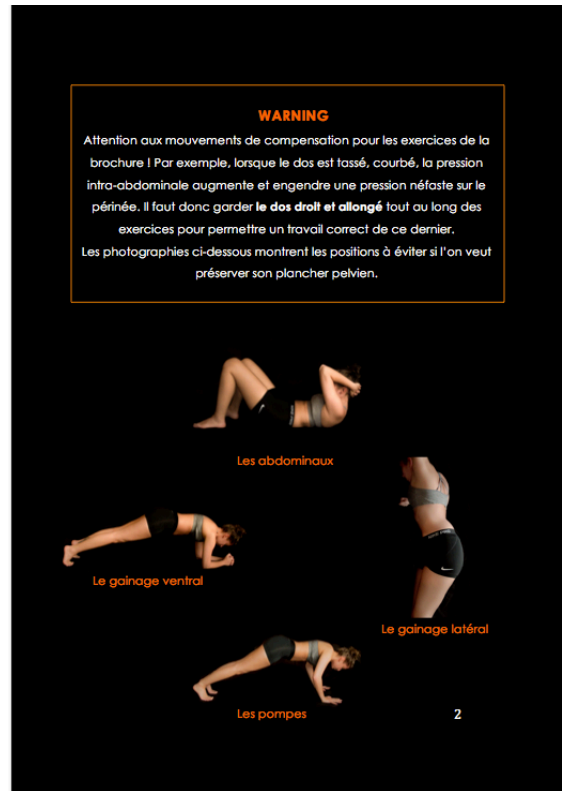 WARNING
Attention aux mouvements de compensation pour les exercices de la
brochure ! Par exemple, lorsque le dos est tassé, courbé, la pression
intra-abdominale augmente et engendre une pression néfaste sur le
périnée. Il faut donc garder le dos droit et allongé tout au long des
exercices pour permettre un travail correct de ce dernier.
Les photographies ci-dessous montrent les positions à éviter si l'on veut
préserver son plancher pelvien.
Les abdominaux
Le gainage ventral
Le gainage latéral
Les pompes
2